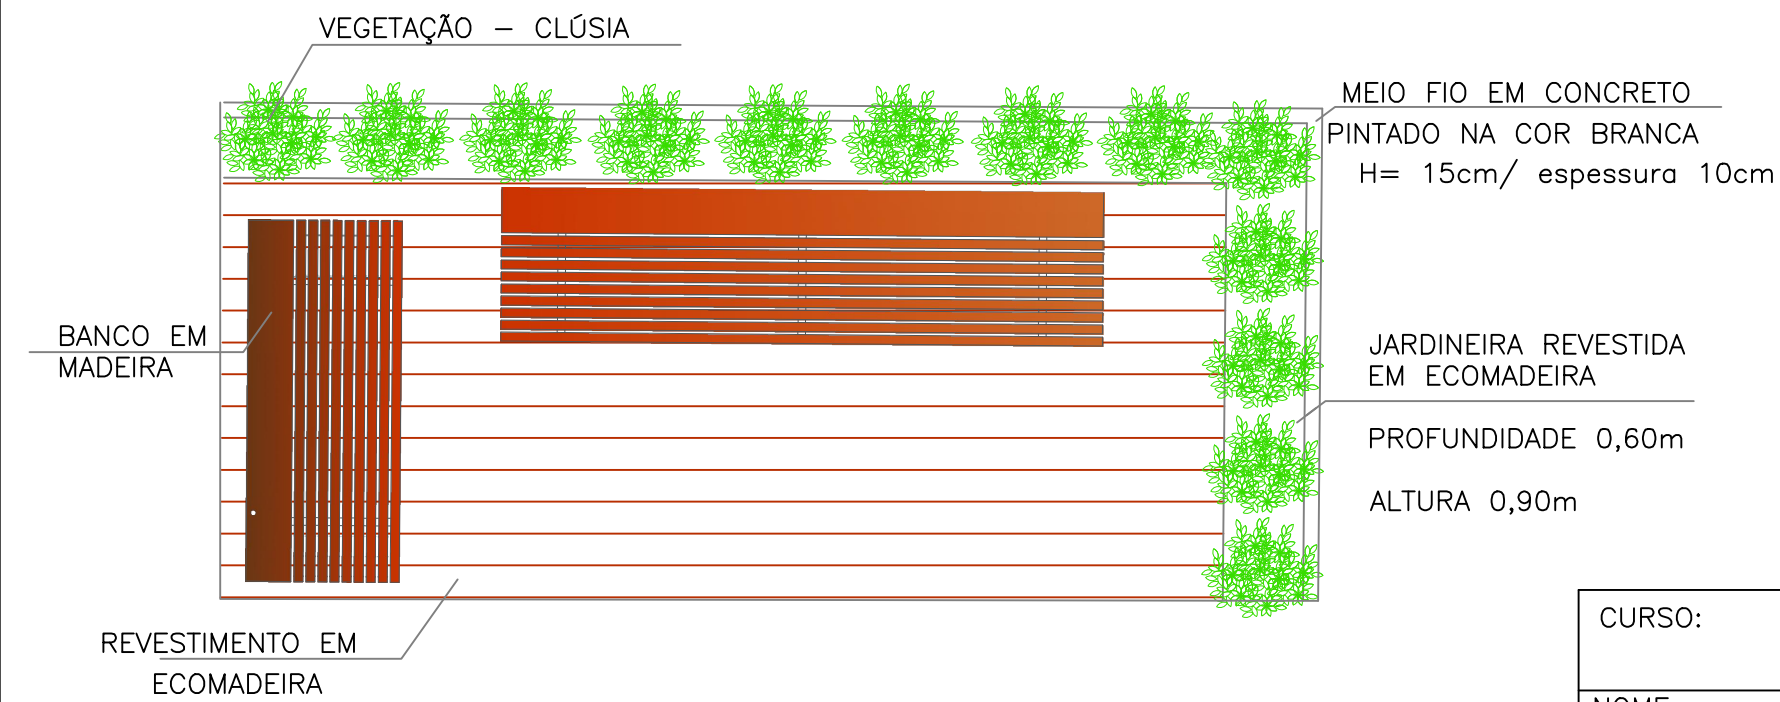 VEGETAÇÃO - CLÚSIA
MEIO FIO EM CONCRETO
PINTADO NA COR BRANCA
H= 15cm/ espessura 10cm
BANCO EM
MADEIRA
JARDINEIRA REVESTIDA
EM ECOMADEIRA
PROFUNDIDADE 0,60m
ALTURA 0,90m
REVESTIMENTO EM
ECOMADEIRA
CURSO:
NOME